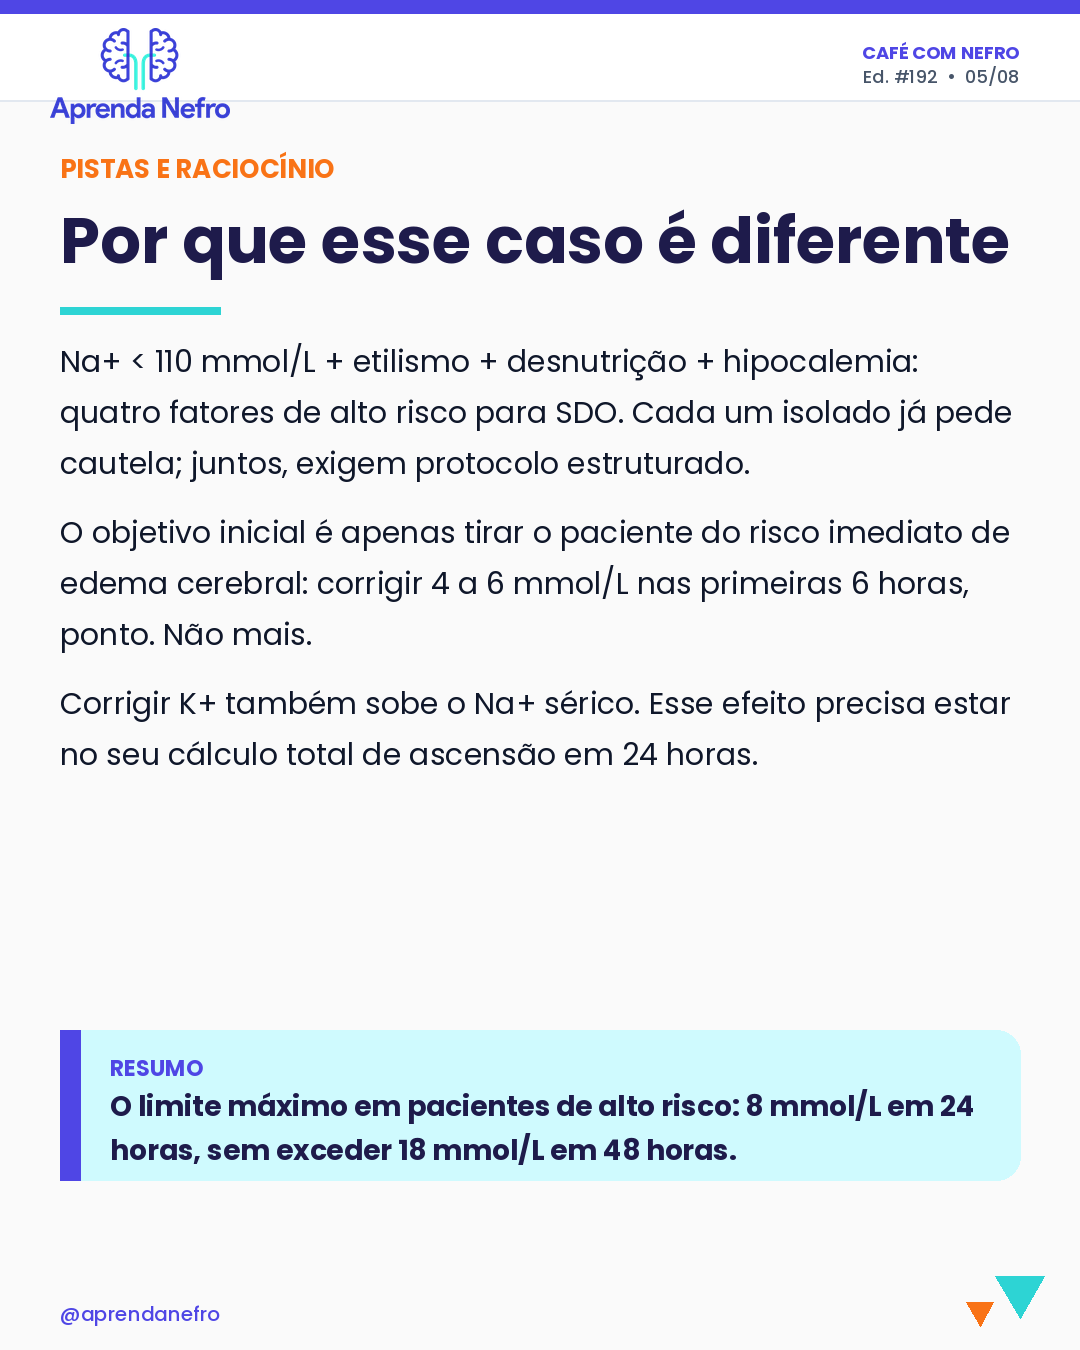 Aprenda Nefro
CAFÉ COM NEFRO
Ed. #192 • 05/08
PISTAS E RACIOCÍNIO
Por que esse caso é diferente
Na+ < 110 mmol/L + etilismo + desnutrição + hipocalemia:
quatro fatores de alto risco para SDO. Cada um isolado já pede
cautela; juntos, exigem protocolo estruturado.
O objetivo inicial é apenas tirar o paciente do risco imediato de
edema cerebral: corrigir 4 a 6 mmol/L nas primeiras 6 horas,
ponto. Não mais.
Corrigir K+ também sobe o Na+ sérico. Esse efeito precisa estar
no seu cálculo total de ascensão em 24 horas.
RESUMO
O limite máximo em pacientes de alto risco: 8 mmol/L em 24
horas, sem exceder 18 mmol/L em 48 horas.
@aprendanefro